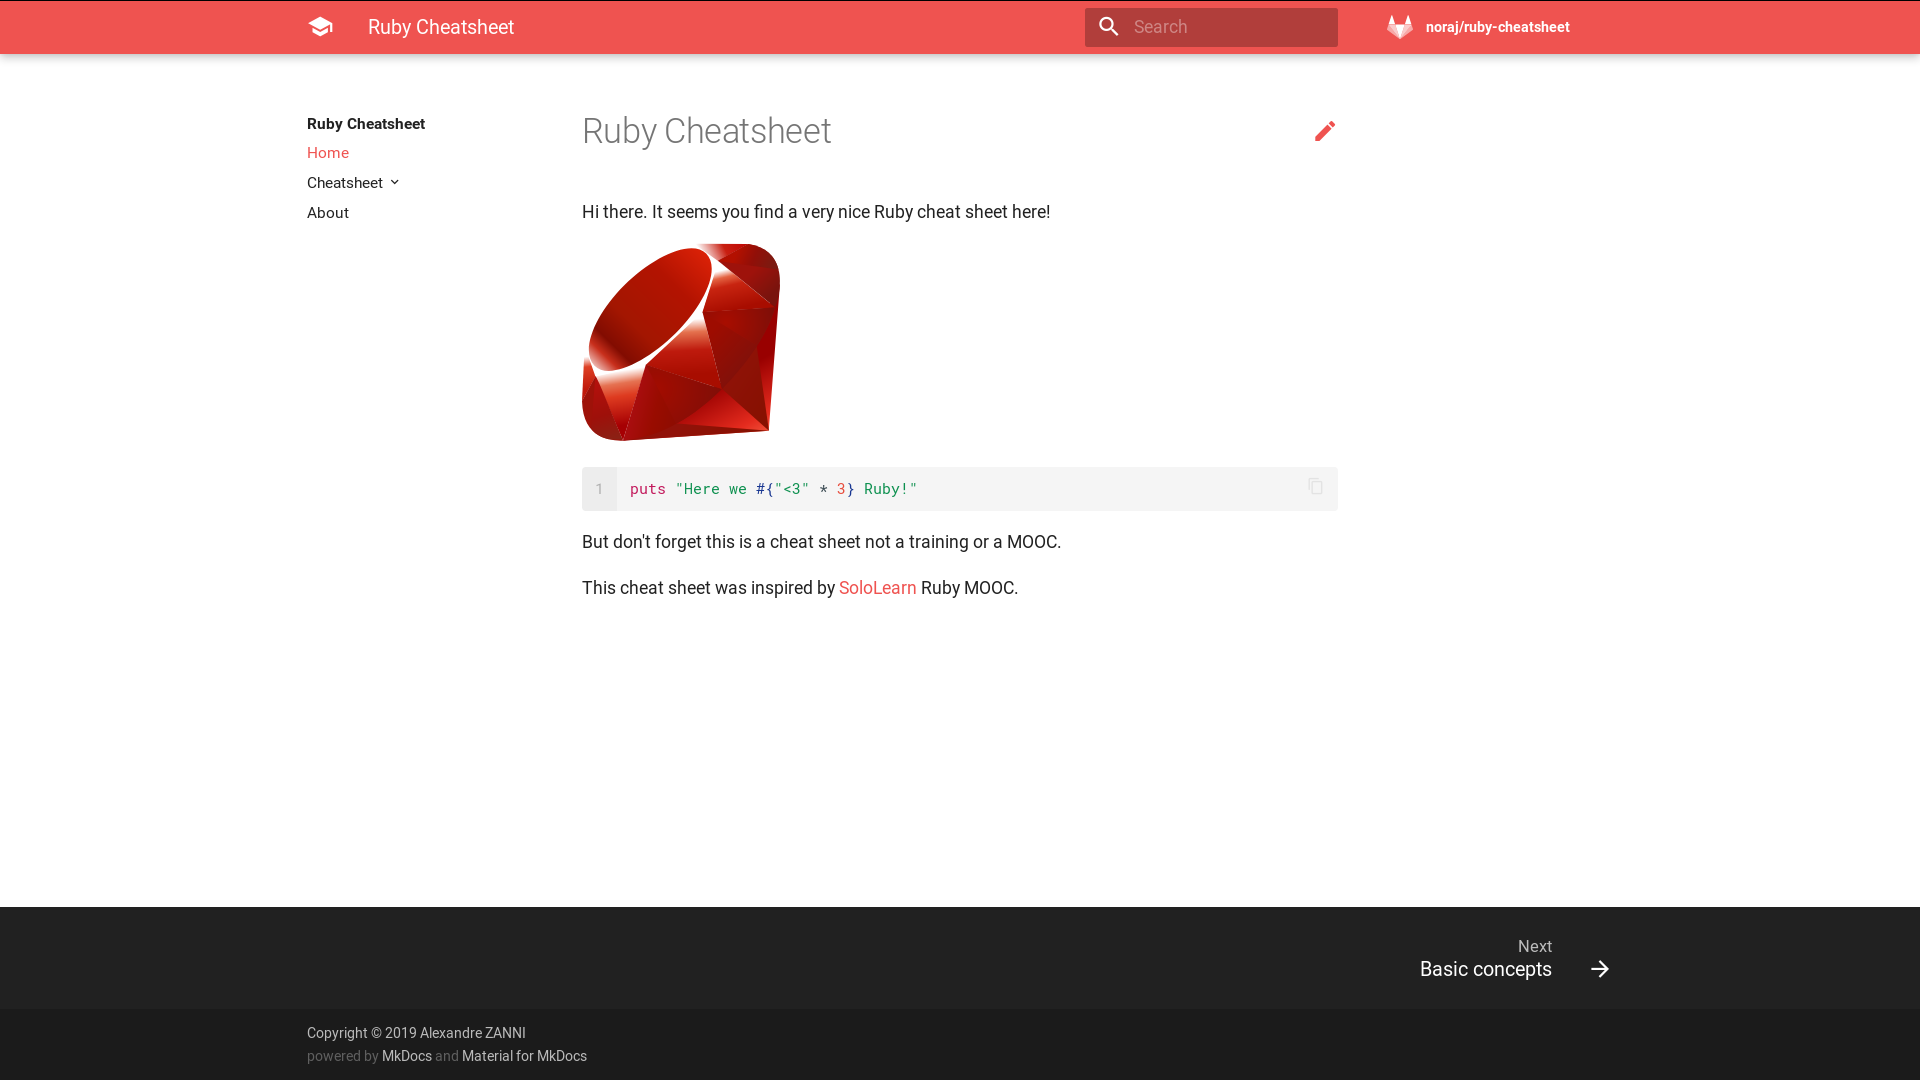 Ruby Cheatsheet
Search
noraj/ruby-cheatsheet
Ruby Cheatsheet
Home
Cheatsheet
About
Ruby Cheatsheet
Hi there. It seems you find a very nice Ruby cheat sheet here!
1 puts "Here we #{"<3" * 3} Ruby!"
But don't forget this is a cheat sheet not a training or a MOOC.
This cheat sheet was inspired by SoloLearn Ruby MOOC.
Next
Basic concepts
Copyright © 2019 Alexandre ZANNI
powered by MkDocs and Material for MkDocs